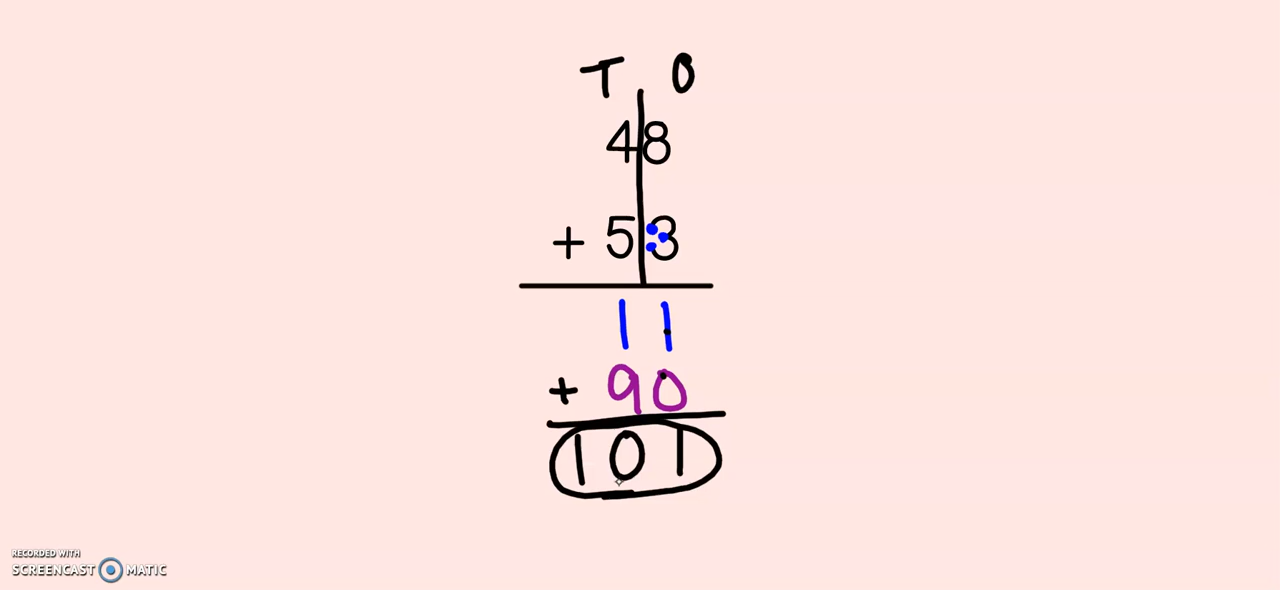 T O
48
+ 53
11
+ 90
101
RECORDED WITH
SCREENCAST MATIC